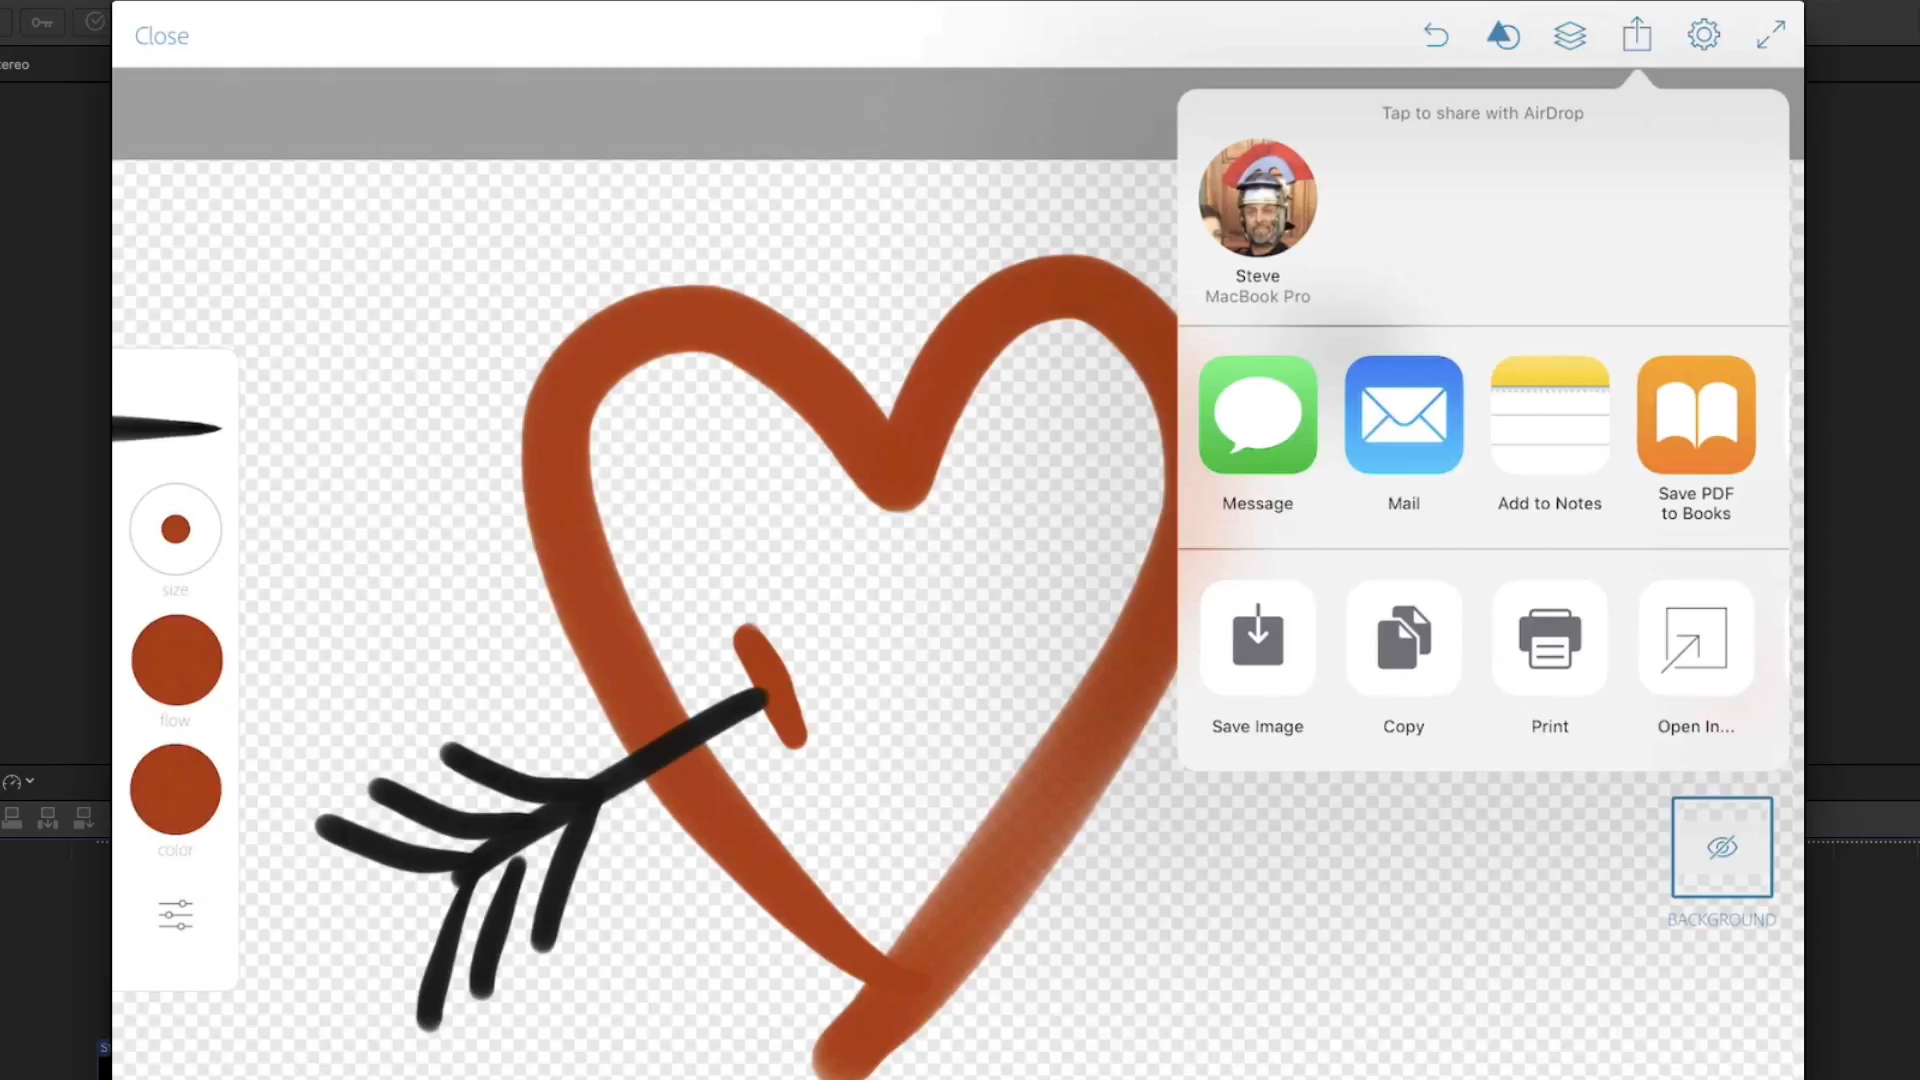 Close
tereo
Tap to share with AirDrop
Steve
MacBook Pro
Message
Mail
Add to Notes
Save PDF
to Books
size
Save Image
Copy
Print
Open In...
flow
color
BACKGROUND